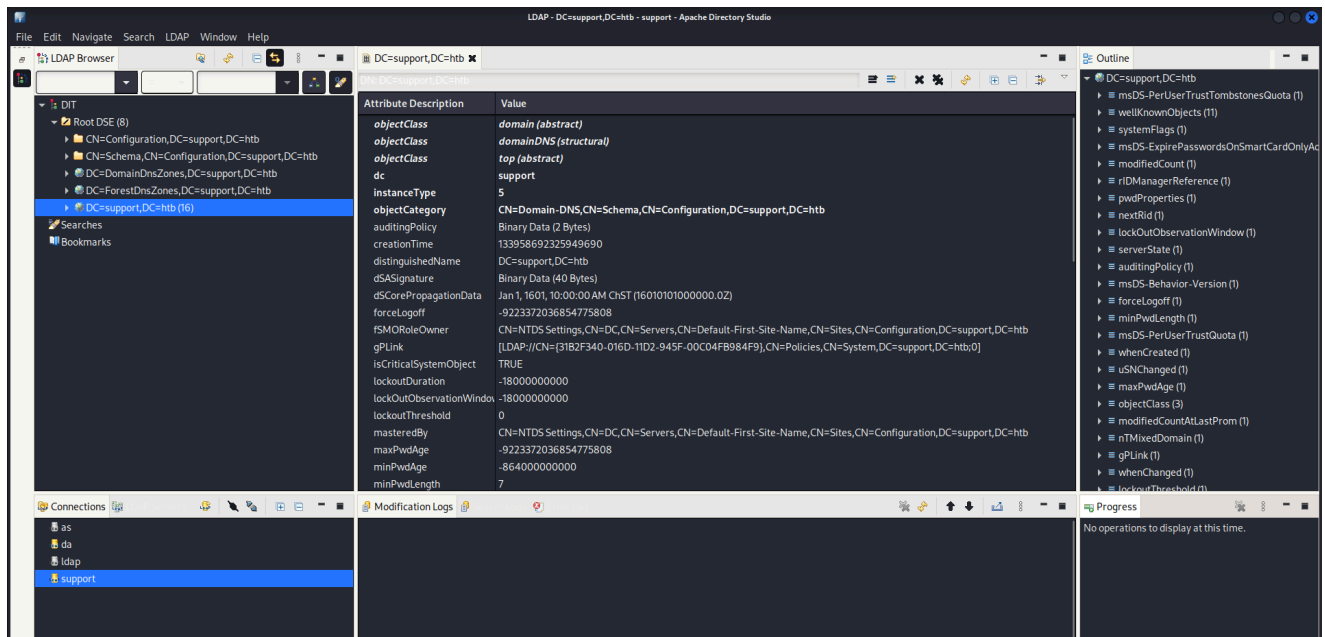 LDAP - DC=support,DC=htb - support - Apache Directory Studio
File Edit Navigate Search LDAP Window Help
LDAP Browser
DIT
Root DSE (8)
CN=Configuration,DC=support,DC=htb
CN=Schema,CN=Configuration,DC=support,DC=htb
DC=DomainDnsZones,DC=support,DC=htb
DC=ForestDnsZones,DC=support,DC=htb
DC=support,DC=htb (16)
Searches
Bookmarks
DC=support,DC=htb
DN: DC=support,DC=htb
Attribute Description Value
objectClass domain (abstract)
objectClass domainDNS (structural)
objectClass top (abstract)
dc support
instanceType 5
objectCategory CN=Domain-DNS,CN=Schema,CN=Configuration,DC=support,DC=htb
auditingPolicy Binary Data (2 Bytes)
creationTime 133958692325949690
distinguishedName DC=support,DC=htb
dSASignature Binary Data (40 Bytes)
dSCorePropagationData Jan 1, 1601, 10:00:00 AM ChST (16010101000000.0Z)
forceLogoff -9223372036854775808
fSMORoleOwner CN=NTDS Settings,CN=DC,CN=Servers,CN=Default-First-Site-Name,CN=Sites,CN=Configuration,DC=support,DC=htb
gPLink [LDAP://CN={31B2F340-016D-11D2-945F-00C04FB984F9},CN=Policies,CN=System,DC=support,DC=htb;0]
isCriticalSystemObject TRUE
lockoutDuration -18000000000
lockOutObservationWindov -18000000000
lockoutThreshold 0
masteredBy CN=NTDS Settings,CN=DC,CN=Servers,CN=Default-First-Site-Name,CN=Sites,CN=Configuration,DC=support,DC=htb
maxPwdAge -9223372036854775808
minPwdAge -864000000000
minPwdLength 7
Outline
DC=support,DC=htb
msDS-PerUserTrustTombstonesQuota (1)
wellKnownObjects (11)
systemFlags (1)
msDS-ExpirePasswordsOnSmartCardOnlyAc
modifiedCount (1)
rIDManagerReference (1)
pwdProperties (1)
nextRid (1)
lockOutObservationWindow (1)
serverState (1)
auditingPolicy (1)
msDS-Behavior-Version (1)
forceLogoff (1)
minPwdLength (1)
msDS-PerUserTrustQuota (1)
whenCreated (1)
uSNChanged (1)
maxPwdAge (1)
objectClass (3)
modifiedCountAtLastProm (1)
nTMixedDomain (1)
gPLink (1)
whenChanged (1)
lockoutThreshold (1)
Connections
as
da
ldap
support
Modification Logs
Progress
No operations to display at this time.